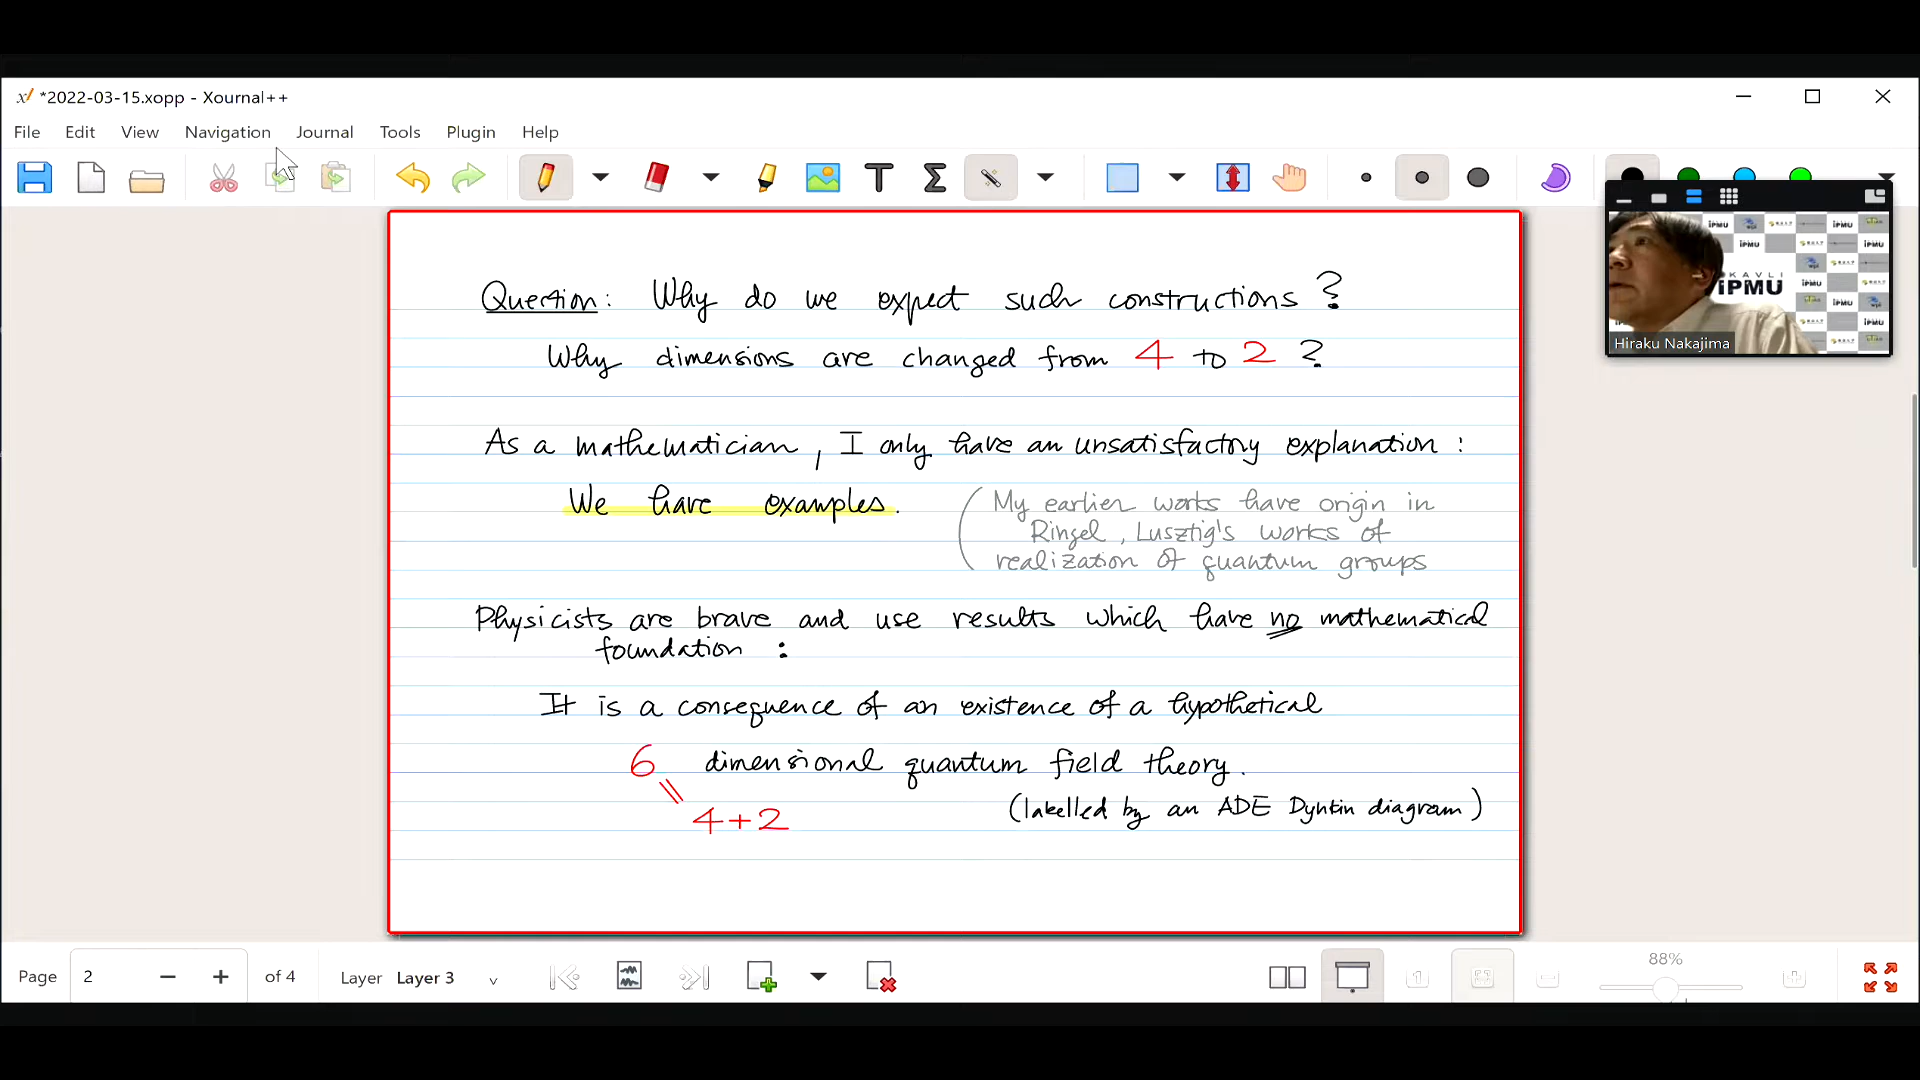 *2022-03-15.xopp - Xournal++
File Edit View Navigation Journal Tools Plugin Help
Question: Why do we expect such constructions ?
Why dimensions are changed from 4 to 2 ?
As a mathematician, I only have an unsatisfactory explanation :
We have examples.
(My earlier works have origin in
Ringel, Lusztig's works of
realization of quantum groups
Physicists are brave and use results which have no mathematical
foundation :
It is a consequence of an existence of a hypothetical
6 dimensional quantum field theory.
(labelled by an ADE Dynkin diagram)
4+2
KAVLI
IPMU
Hiraku Nakajima
Page 2 of 4 Layer Layer 3 88%